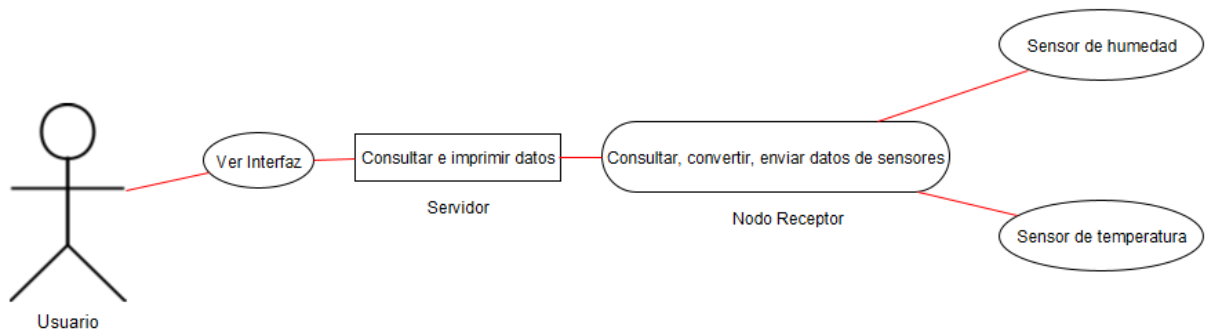 Sensor de humedad
Ver Interfaz
Consultar e imprimir datos
Consultar, convertir, enviar datos de sensores
Servidor
Nodo Receptor
Sensor de temperatura
Usuario